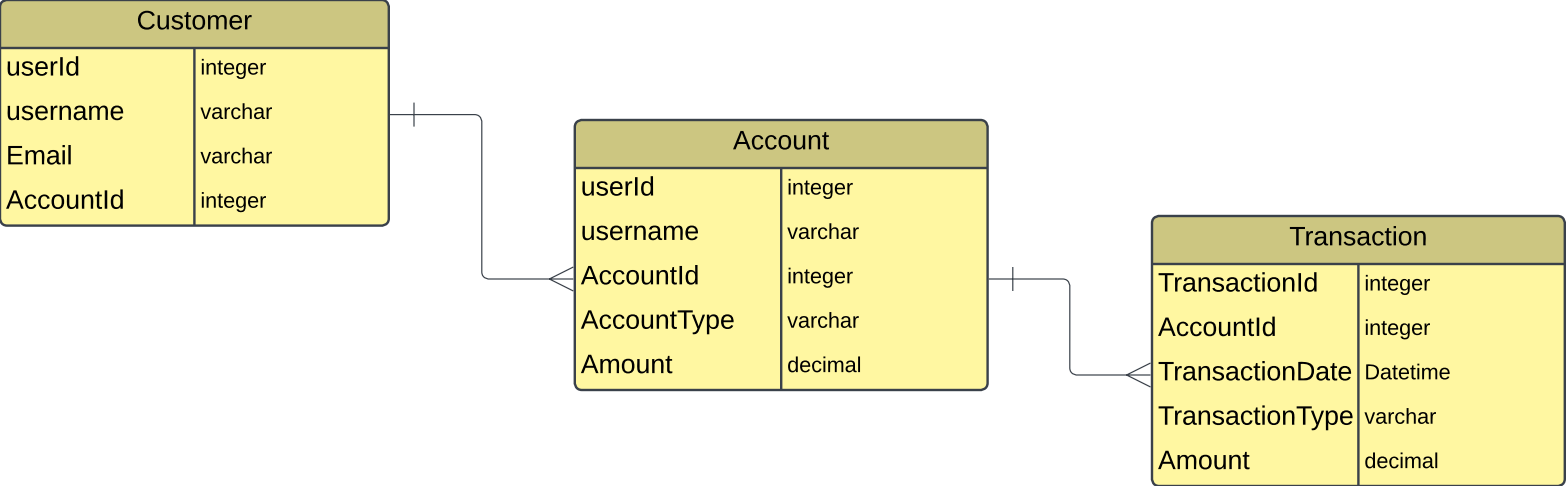 Customer
userId integer
username varchar
Email varchar
AccountId integer
Account
userId integer
username varchar
AccountId integer
AccountType varchar
Amount decimal
Transaction
TransactionId integer
AccountId integer
TransactionDate Datetime
TransactionType varchar
Amount decimal